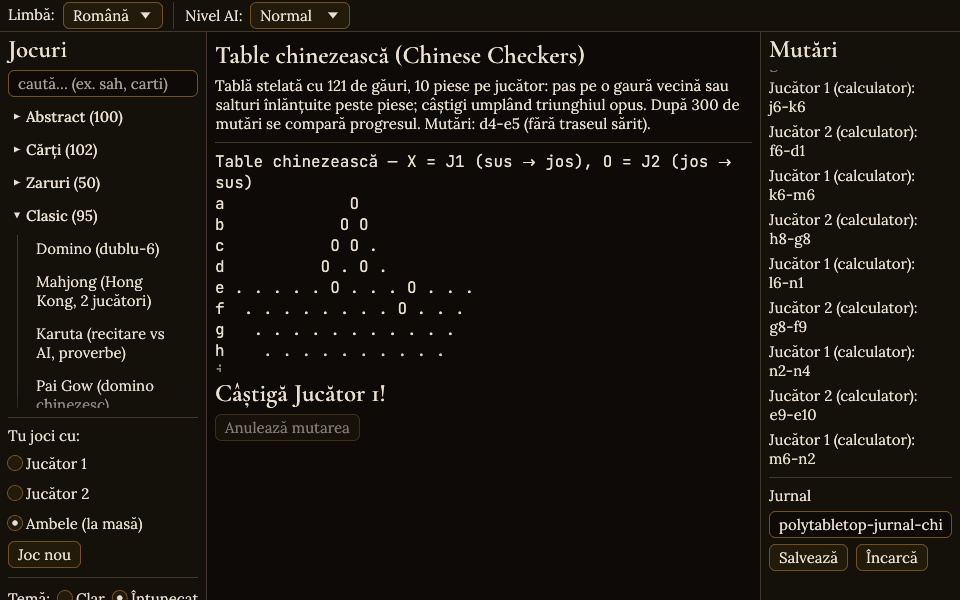 Limbă: Română Nivel AI: Normal
Jocuri
caută... (ex. sah, carti)
Abstract (100)
Cărți (102)
Zaruri (50)
Clasic (95)
Domino (dublu-6)
Mahjong (Hong
Kong, 2 jucători)
Karuta (recitare vs
AI, proverbe)
Pai Gow (domino
chinezesc)
Tu joci cu:
Jucător 1
Jucător 2
Ambele (la masă)
Joc nou
Temă: Clar Întunecat
Table chinezească (Chinese Checkers)
Tablă stelată cu 121 de găuri, 10 piese pe jucător: pas pe o gaură vecină sau
salturi înlănțuite peste piese; câștigi umplând triunghiul opus. După 300 de
mutări se compară progresul. Mutări: d4-e5 (fără traseul sărit).
Table chinezească — X = J1 (sus → jos), O = J2 (jos →
sus)
a O
b O O
c O O .
d O . O .
e . . . . . O . . . O . . .
f . . . . . . . . O . . .
g . . . . . . . . . . .
h . . . . . . . . . .
Câștigă Jucător 1!
Anulează mutarea
Mutări
Jucător 1 (calculator):
j6-k6
Jucător 2 (calculator):
f6-d1
Jucător 1 (calculator):
k6-m6
Jucător 2 (calculator):
h8-g8
Jucător 1 (calculator):
l6-n1
Jucător 2 (calculator):
g8-f9
Jucător 1 (calculator):
n2-n4
Jucător 2 (calculator):
e9-e10
Jucător 1 (calculator):
m6-n2
Jurnal
polytabletop-jurnal-chi
Salvează Încarcă